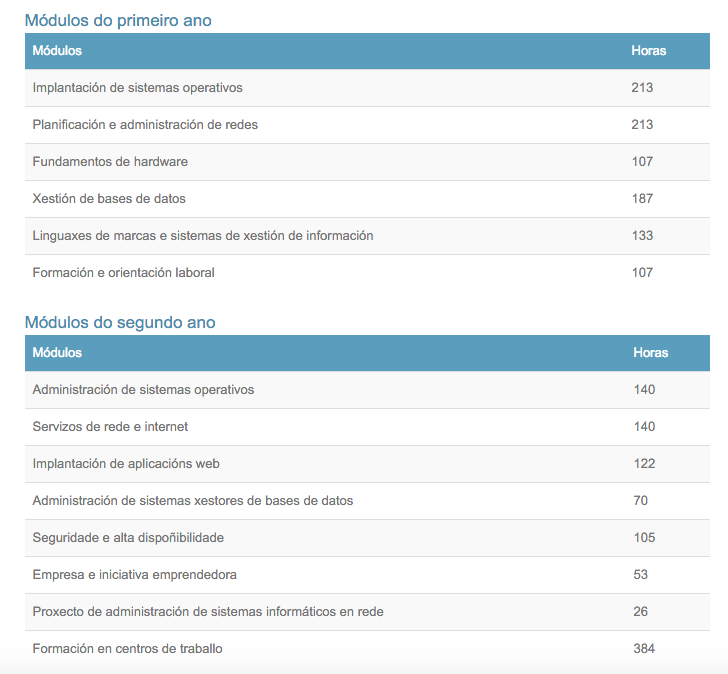 Módulos do primeiro ano
Módulos Horas
Implantación de sistemas operativos 213
Planificación e administración de redes 213
Fundamentos de hardware 107
Xestión de bases de datos 187
Linguaxes de marcas e sistemas de xestión de información 133
Formación e orientación laboral 107
Módulos do segundo ano
Módulos Horas
Administración de sistemas operativos 140
Servizos de rede e internet 140
Implantación de aplicacións web 122
Administración de sistemas xestores de bases de datos 70
Seguridade e alta dispoñibilidade 105
Empresa e iniciativa emprendedora 53
Proxecto de administración de sistemas informáticos en rede 26
Formación en centros de traballo 384